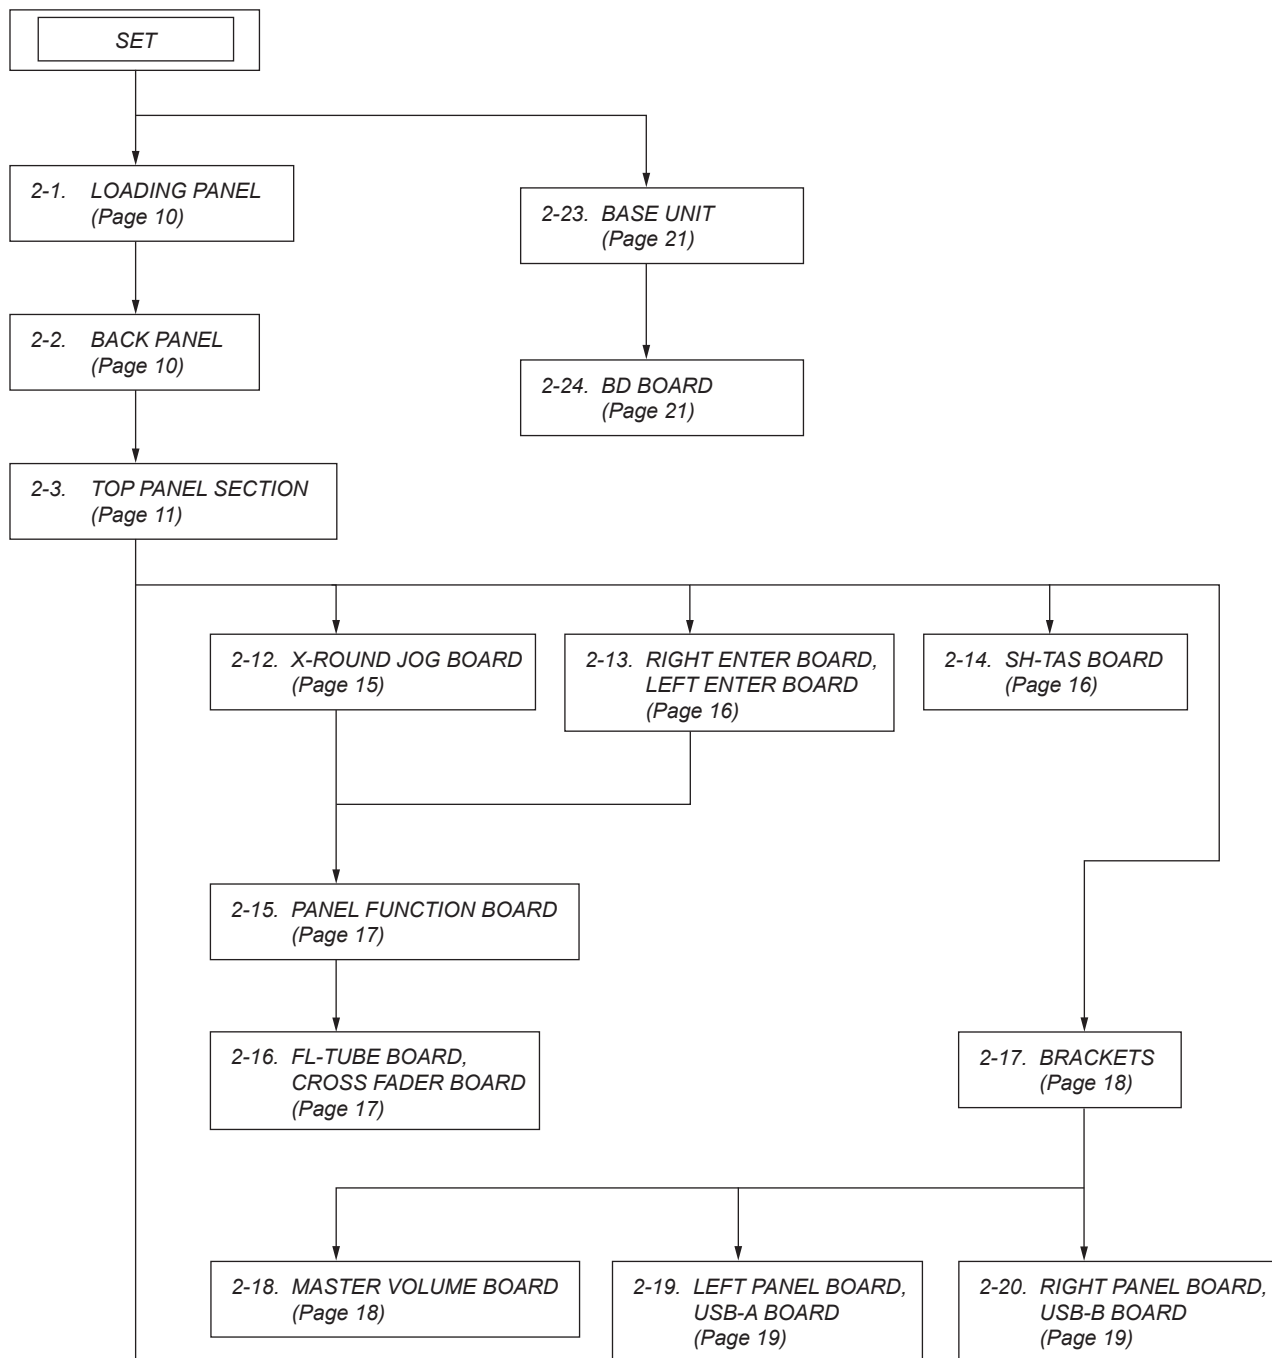 SET
2-1. LOADING PANEL
(Page 10)
2-23. BASE UNIT
(Page 21)
2-2. BACK PANEL
(Page 10)
2-24. BD BOARD
(Page 21)
2-3. TOP PANEL SECTION
(Page 11)
2-12. X-ROUND JOG BOARD
(Page 15)
2-13. RIGHT ENTER BOARD,
LEFT ENTER BOARD
(Page 16)
2-14. SH-TAS BOARD
(Page 16)
2-15. PANEL FUNCTION BOARD
(Page 17)
2-16. FL-TUBE BOARD,
CROSS FADER BOARD
(Page 17)
2-17. BRACKETS
(Page 18)
2-18. MASTER VOLUME BOARD
(Page 18)
2-19. LEFT PANEL BOARD,
USB-A BOARD
(Page 19)
2-20. RIGHT PANEL BOARD,
USB-B BOARD
(Page 19)